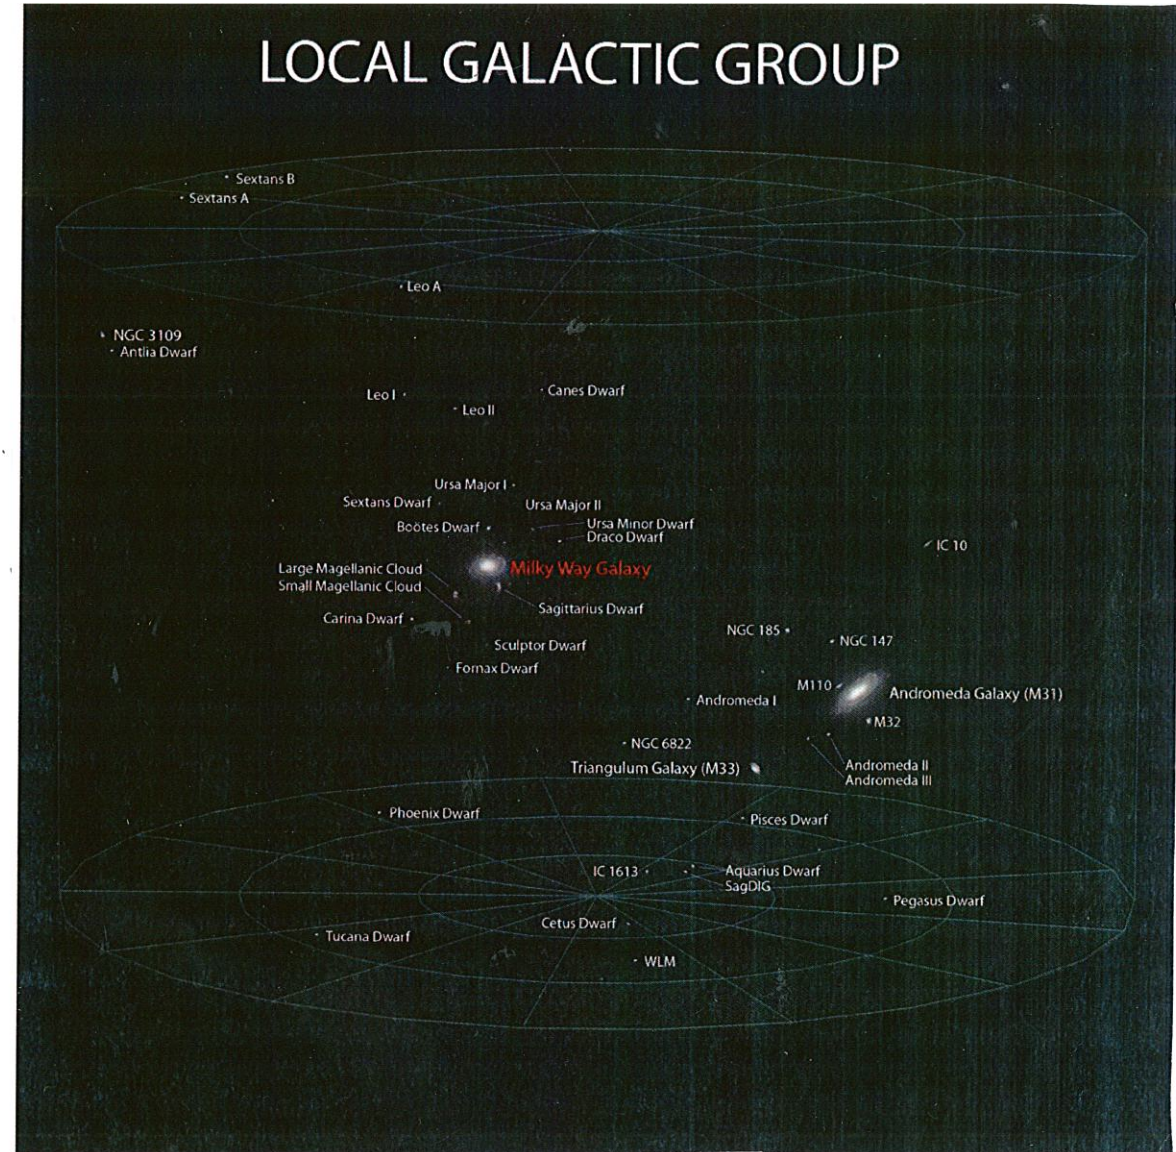 LOCAL GALACTIC GROUP
Sextans B
Sextans A
Leo A
NGC 3109
Antlia Dwarf
Leo I
Canes Dwarf
Leo II
Ursa Major I
Sextans Dwarf
Ursa Major II
Boötes Dwarf
Ursa Minor Dwarf
Draco Dwarf
IC 10
Large Magellanic Cloud
Milky Way Galaxy
Small Magellanic Cloud
Sagittarius Dwarf
Carina Dwarf
NGC 185
NGC 147
Sculptor Dwarf
Fornax Dwarf
M110
Andromeda Galaxy (M31)
Andromeda I
M32
NGC 6822
Triangulum Galaxy (M33)
Andromeda II
Andromeda III
Phoenix Dwarf
Pisces Dwarf
IC 1613
Aquarius Dwarf
SagDIG
Pegasus Dwarf
Cetus Dwarf
Tucana Dwarf
WLM